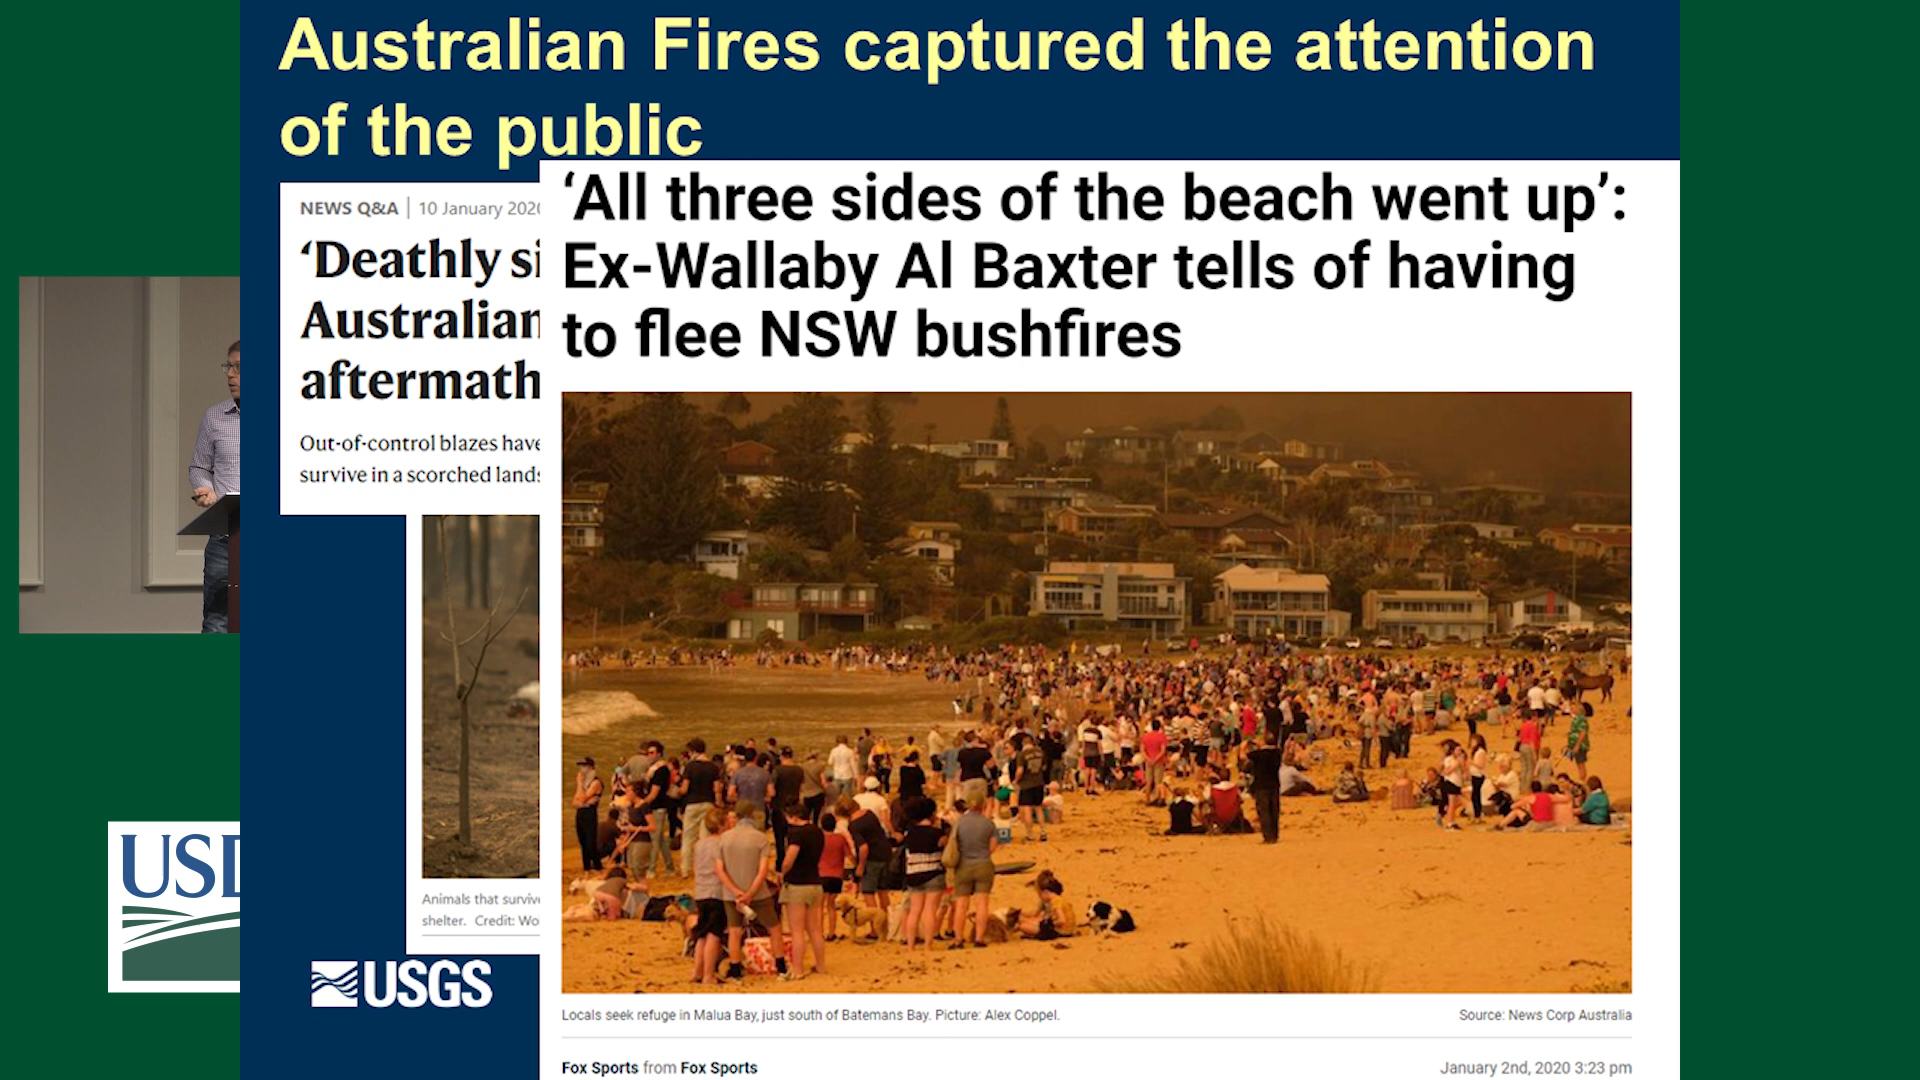 Australian Fires captured the attention
of the public
NEWS Q&A | 10 January 2020
‘Deathly si
Australian
aftermath
Out-of-control blazes have
survive in a scorched lands
‘All three sides of the beach went up’:
Ex-Wallaby Al Baxter tells of having
to flee NSW bushfires
Animals that survive
shelter. Credit: Wo
USD
USGS
Locals seek refuge in Malua Bay, just south of Batemans Bay. Picture: Alex Coppel.
Source: News Corp Australia
Fox Sports from Fox Sports
January 2nd, 2020 3:23 pm